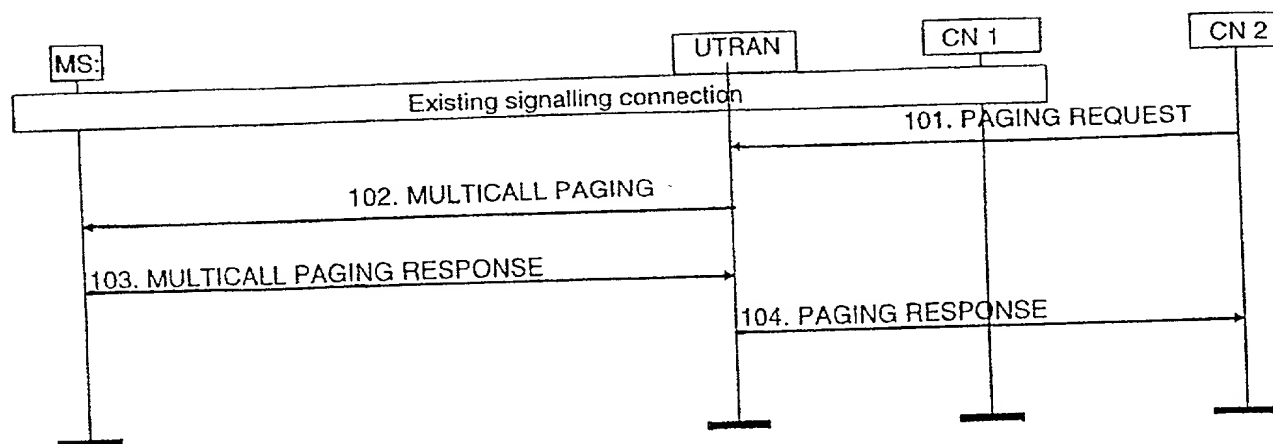 MS:
UTRAN
CN 1
CN 2
Existing signalling connection
101. PAGING REQUEST
102. MULTICALL PAGING
103. MULTICALL PAGING RESPONSE
104. PAGING RESPONSE